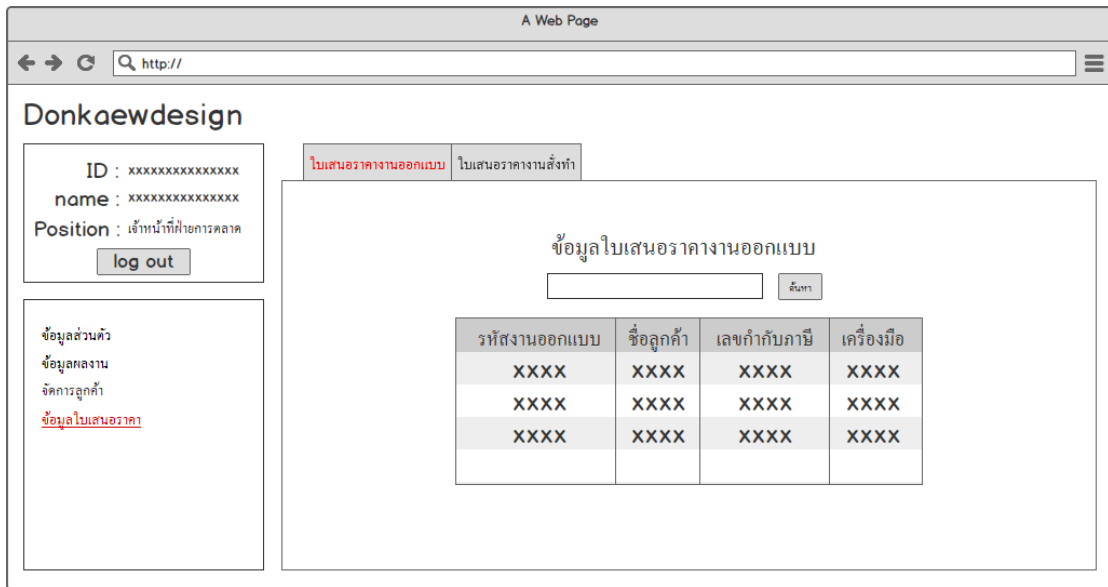 A Web Page
http://
Donkaewdesign
ID : xxxxxxxxxxxxxxx
name : xxxxxxxxxxxxxxx
Position : เจ้าหน้าที่ฝ่ายการตลาด
log out
ข้อมูลส่วนตัว
ข้อมูลผลงาน
จัดการลูกค้า
ข้อมูลใบเสนอราคา
ใบเสนอราคางานออกแบบ ใบเสนอราคางานสั่งทำ
ข้อมูลใบเสนอราคางานออกแบบ
ค้นหา
รหัสงานออกแบบ ชื่อลูกค้า เลขกำกับภาษี เครื่องมือ
XXXX XXXX XXXX XXXX
XXXX XXXX XXXX XXXX
XXXX XXXX XXXX XXXX